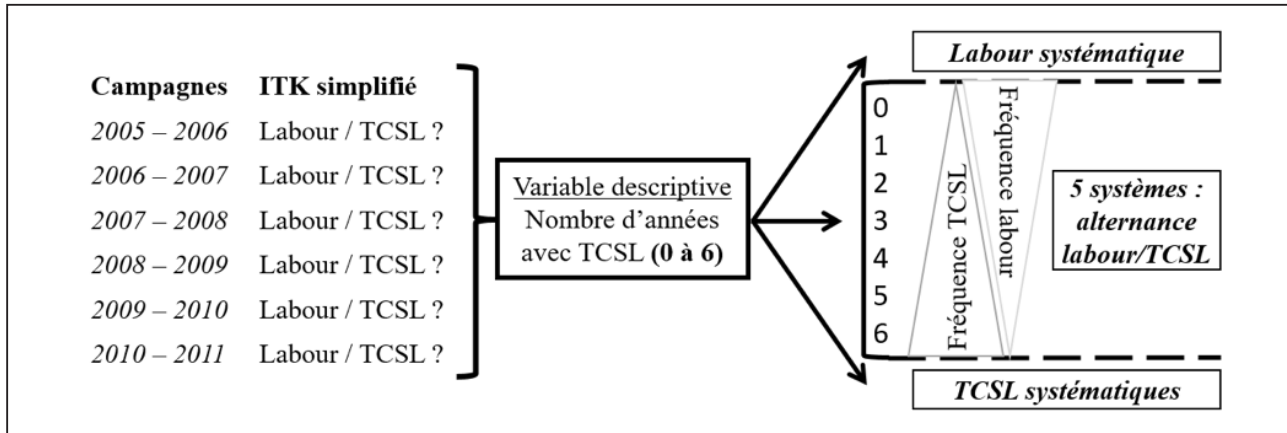 Campagnes ITK simplifié
2005 – 2006 Labour / TCSL ?
2006 – 2007 Labour / TCSL ?
2007 – 2008 Labour / TCSL ?
2008 – 2009 Labour / TCSL ?
2009 – 2010 Labour / TCSL ?
2010 – 2011 Labour / TCSL ?
Variable descriptive
Nombre d'années
avec TCSL (0 à 6)
Labour systématique
0
1
2
3
4
5
6
Fréquence TCSL
Fréquence labour
5 systèmes :
alternance
labour/TCSL
TCSL systématiques